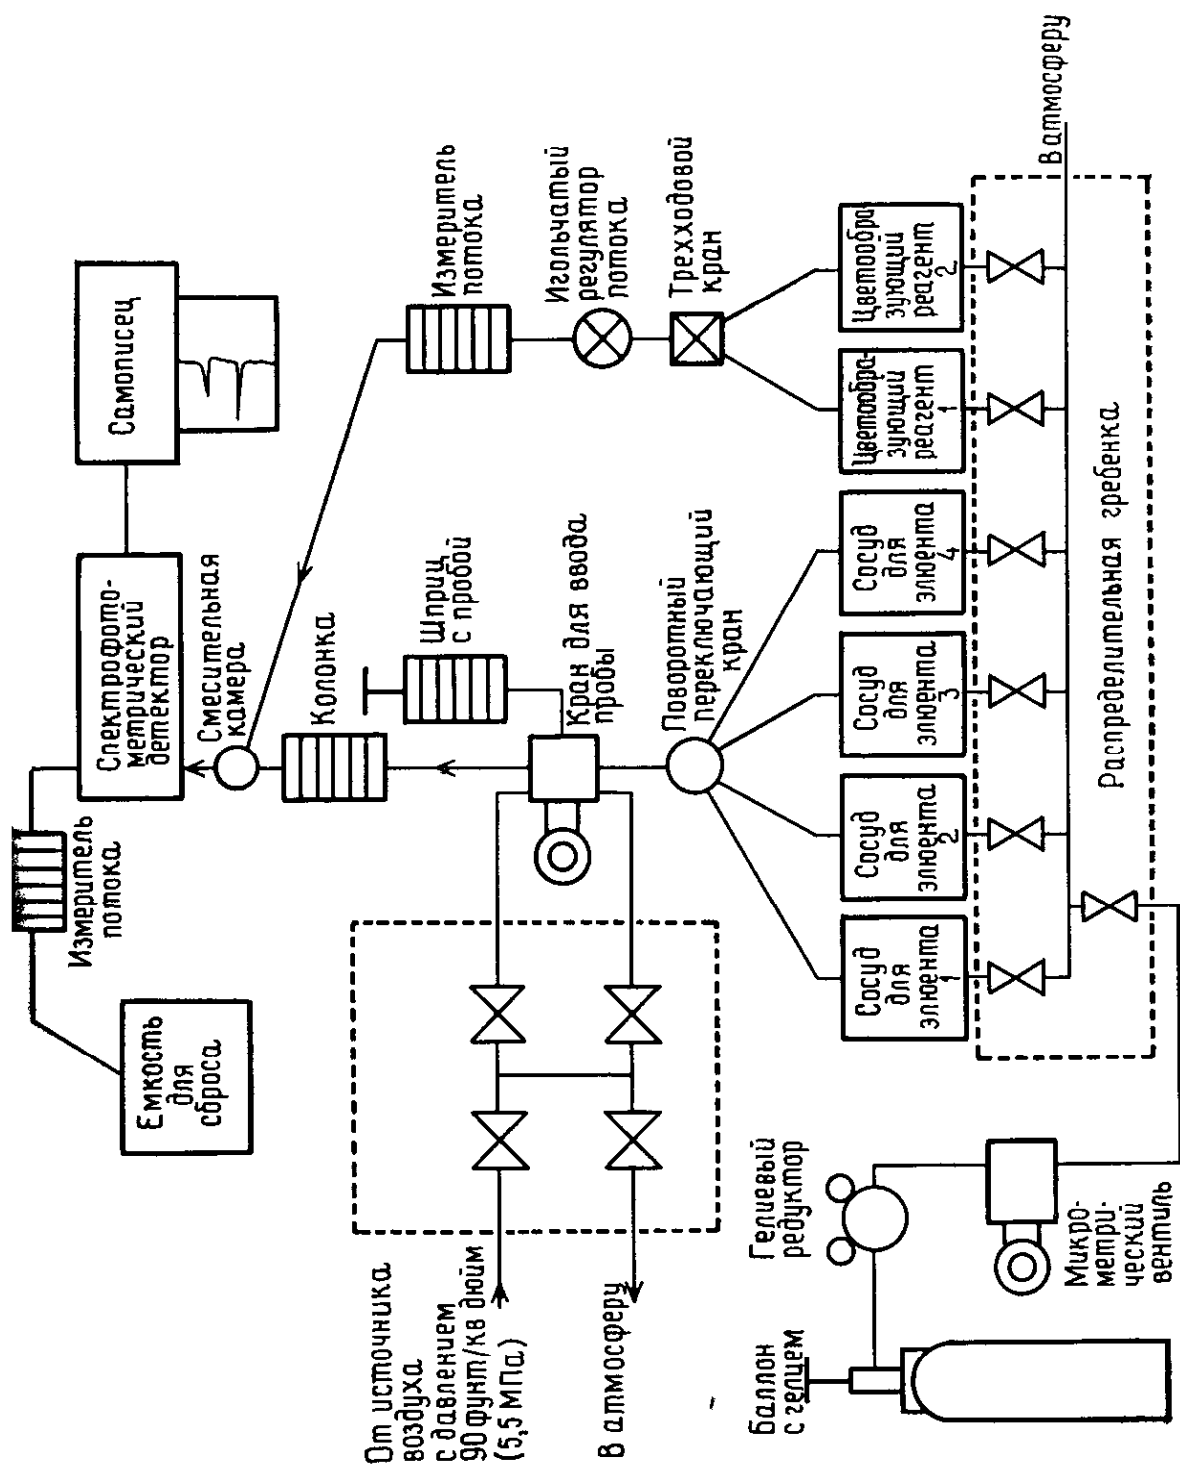 Емкость
для
сброса
Измеритель
потока
Спектрофото-
метрический
детектор
Самописец
Смесительная
камера
Колонка
Шприц
с пробой
Измеритель
потока
От источника
воздуха
с давлением
90 фунт/кв дюйм
(5,5 МПа)
В атмосферу
Кран для ввода
пробы
Игольчатый
регулятор
потока
Поворотный
переключающий
кран
Трехходовой
кран
Баллон
с гелием
Гелиевый
редуктор
Микро-
метри-
ческий
вентиль
Сосуд
для
элюента
1
Сосуд
для
элюента
2
Сосуд
для
элюента
3
Сосуд
для
элюента
4
Цветообра-
зующий
реагент
1
Цветообра-
зующий
реагент
2
В атмосферу
Распределительная гребенка